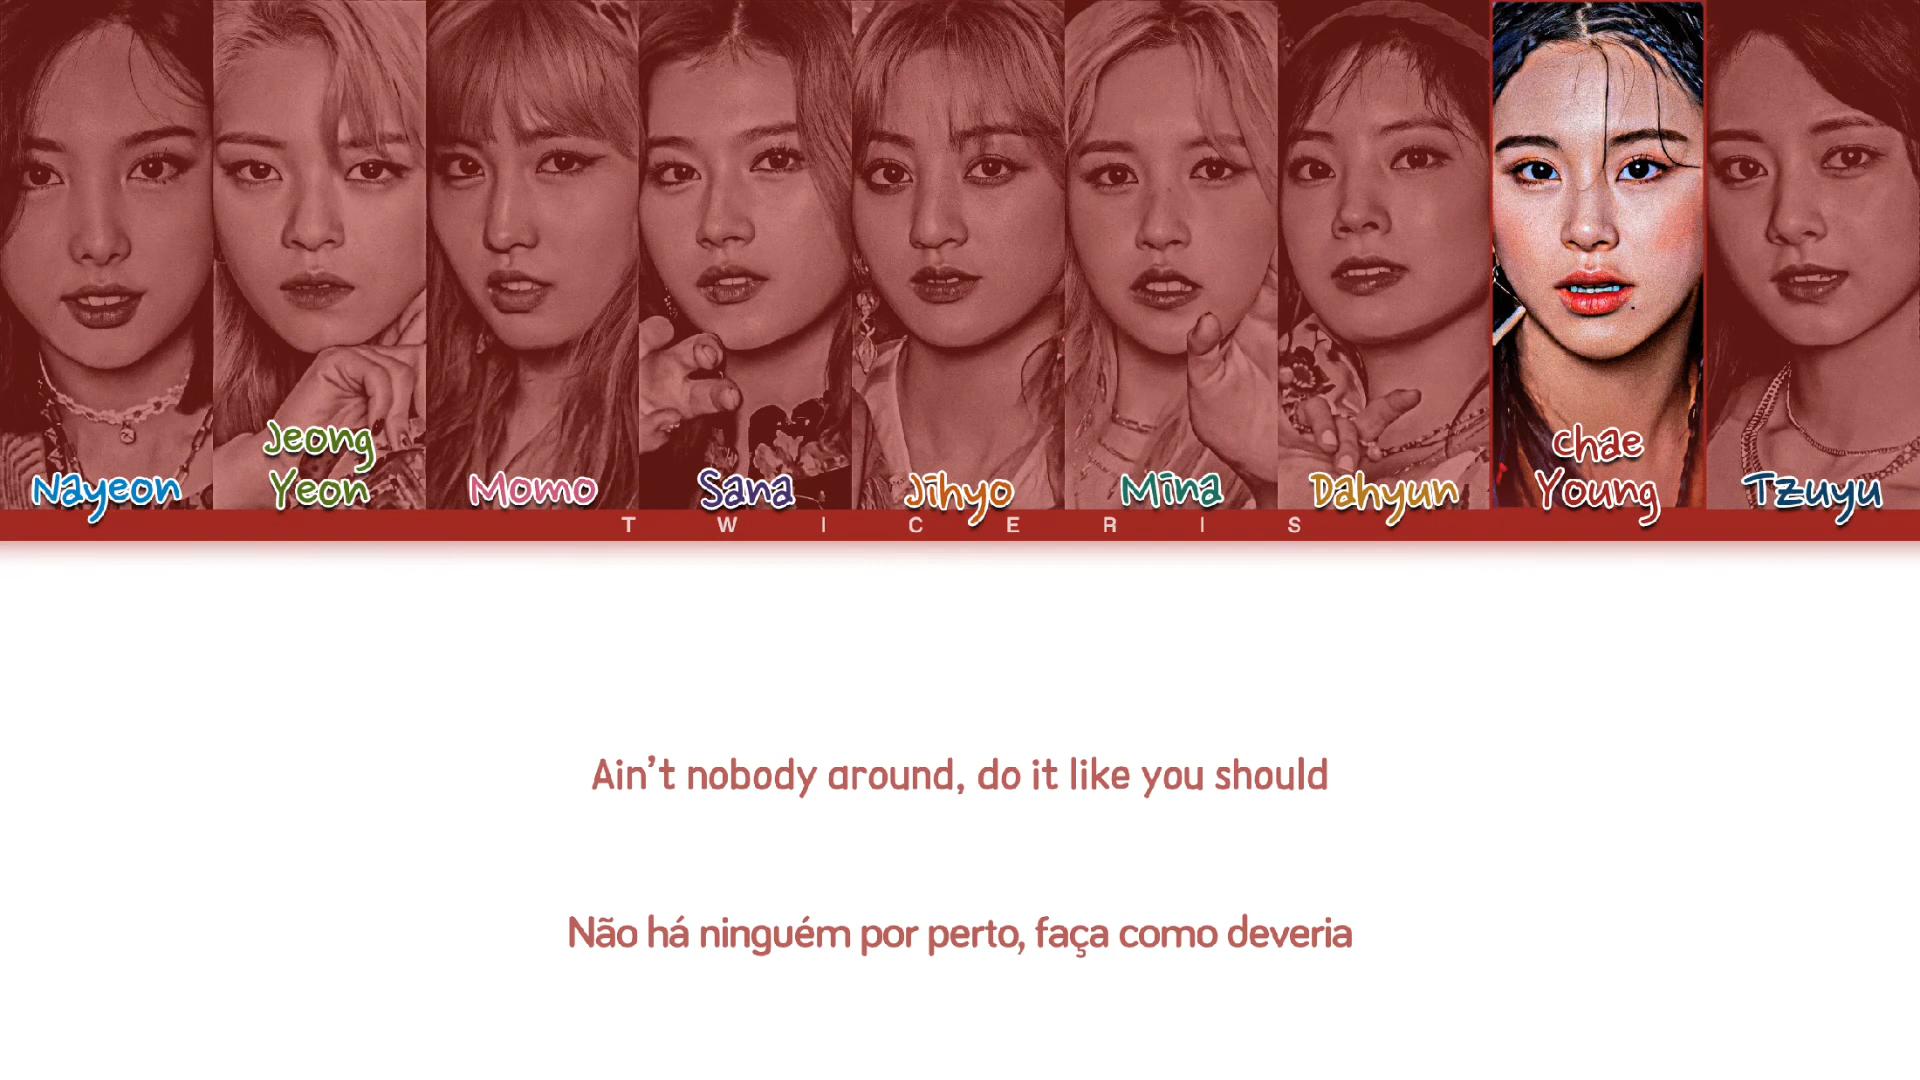 Nayeon
Jeong
Yeon
Momo
Sana
Jihyo
Mina
Dahyun
Chae
Young
Tzuyu
TWICERIS
Ain't nobody around, do it like you should
Não há ninguém por perto, faça como deveria